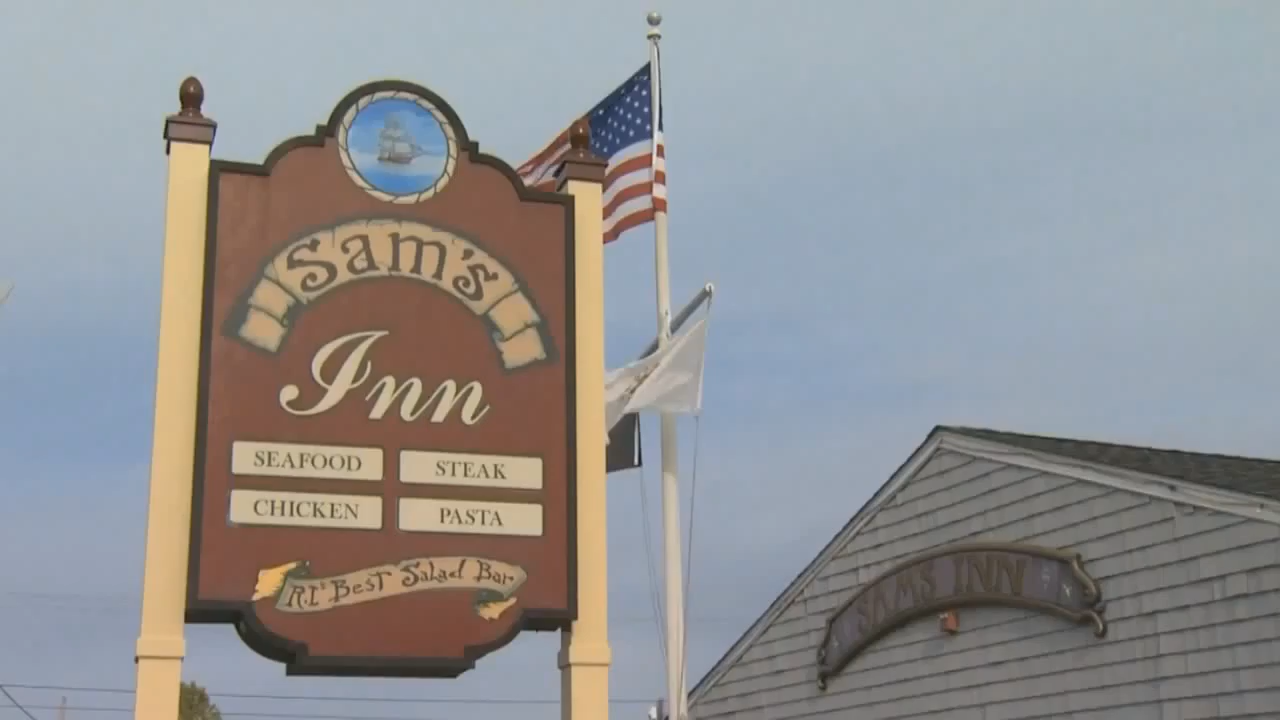 Sam's
Inn
SEAFOOD
STEAK
CHICKEN
PASTA
R.I's Best Salad Bar
SAMS INN